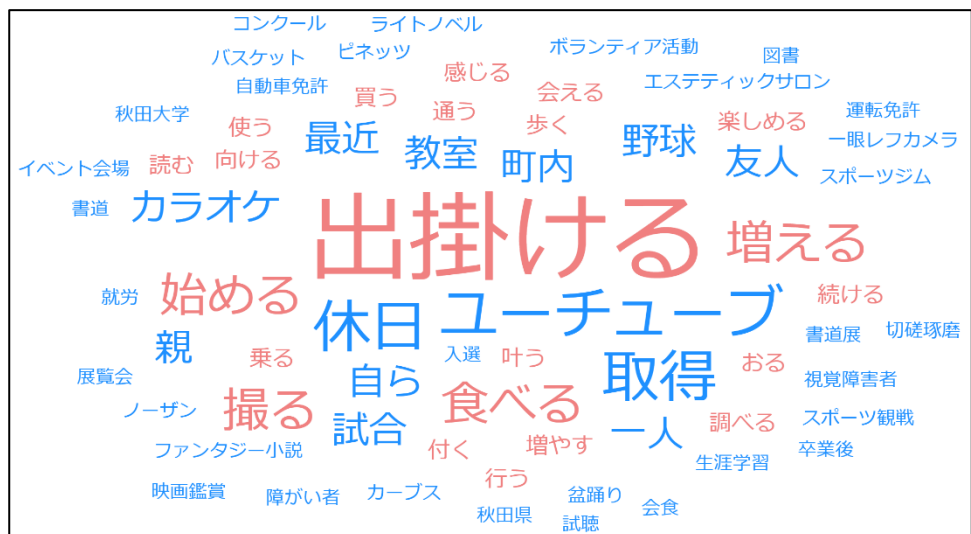 コンクール ライトノベル
バスケット ピネッツ ボランティア活動 図書
自動車免許 買う 感じる 会える エステティックサロン
秋田大学 使う 最近 通う 歩く 野球 楽しめる 運転免許
イベント会場 読む 向ける 教室 町内 友人 一眼レフカメラ
書道 カラオケ スポーツジム
出掛ける 増える
就労 始める 休日 ユーチューブ 続ける
親 乗る 入選 叶う 取得 おる 書道展 切磋琢磨
展覧会 自ら 食べる 視覚障害者
ノーザン 撮る 試合 一人 調べる スポーツ観戦
ファンタジー小説 付く 増やす 生涯学習 卒業後
映画鑑賞 障がい者 カーブス 行う 盆踊り 会食
秋田県 試聴